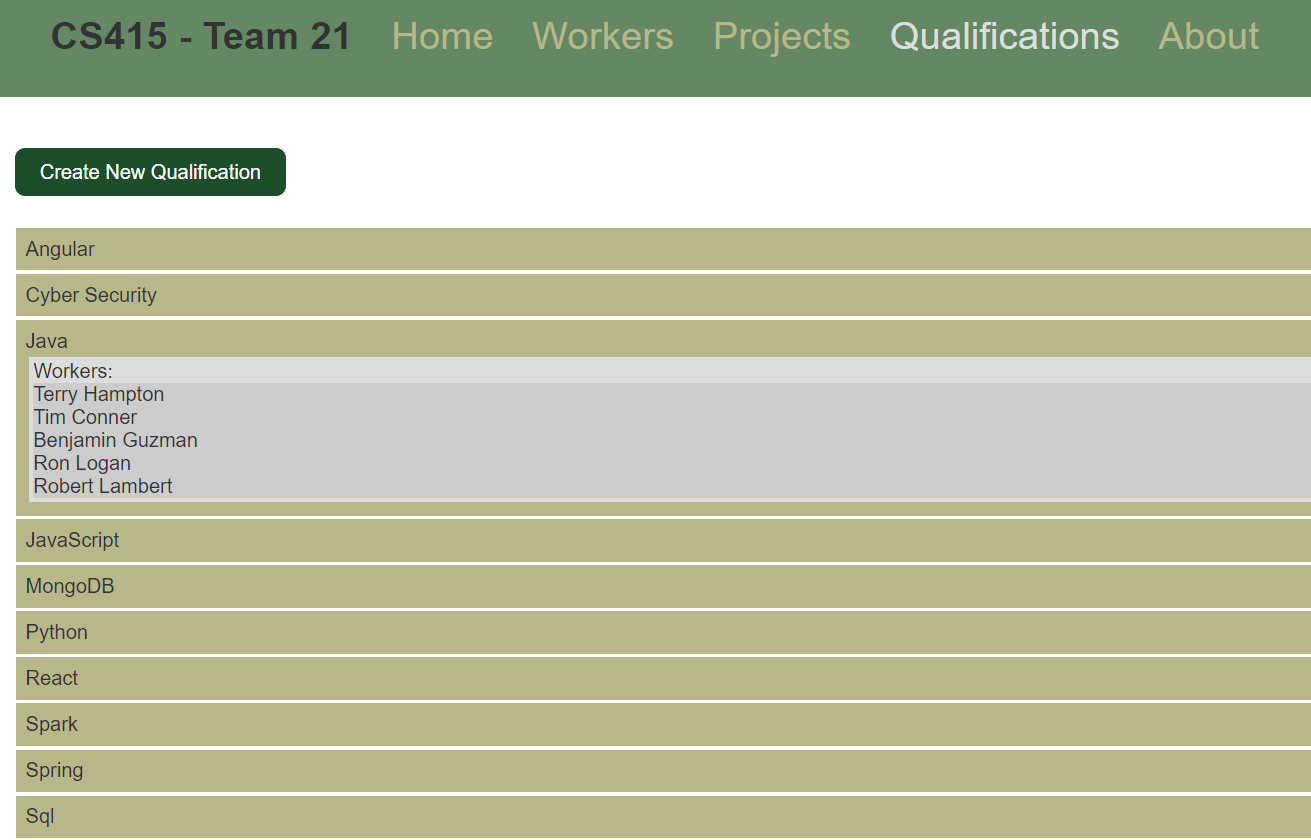 CS415 - Team 21 Home Workers Projects Qualifications About
Create New Qualification
Angular
Cyber Security
Java
Workers:
Terry Hampton
Tim Conner
Benjamin Guzman
Ron Logan
Robert Lambert
JavaScript
MongoDB
Python
React
Spark
Spring
Sql